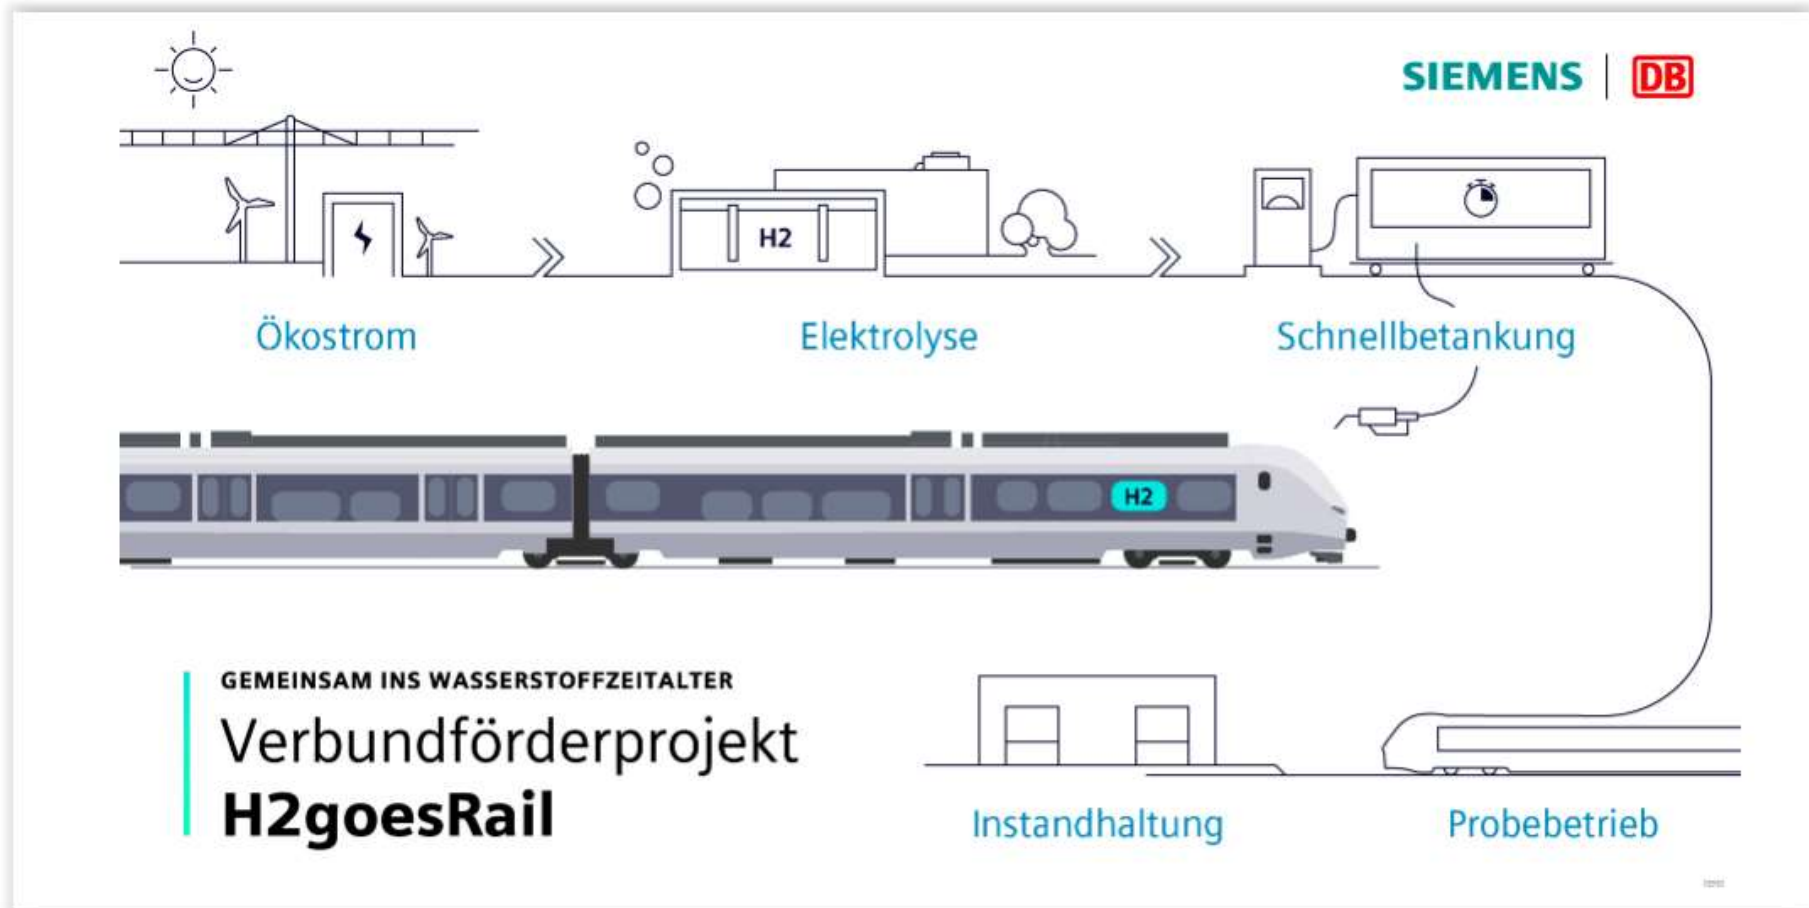 SIEMENS | DB
H2
Ökostrom
Elektrolyse
Schnellbetankung
H2
GEMEINSAM INS WASSERSTOFFZEITALTER
Verbundförderprojekt
H2goesRail
Instandhaltung
Probebetrieb